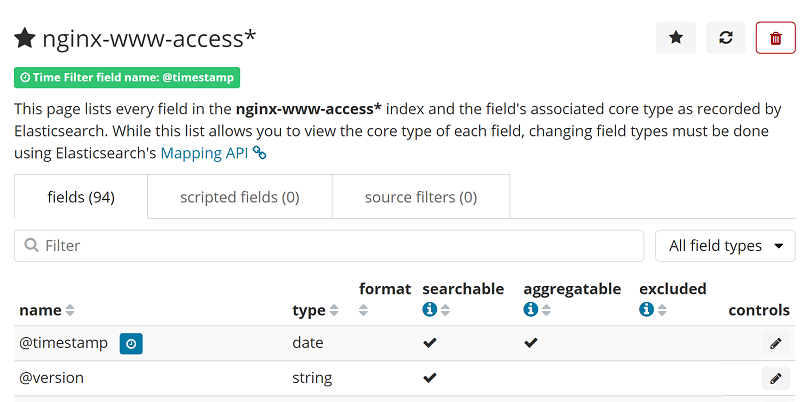 nginx-www-access*
Time Filter field name: @timestamp
This page lists every field in the nginx-www-access* index and the field's associated core type as recorded by
Elasticsearch. While this list allows you to view the core type of each field, changing field types must be done
using Elasticsearch's Mapping API
fields (94) scripted fields (0) source filters (0)
Filter All field types
name type format searchable aggregatable excluded controls
@timestamp date
@version string